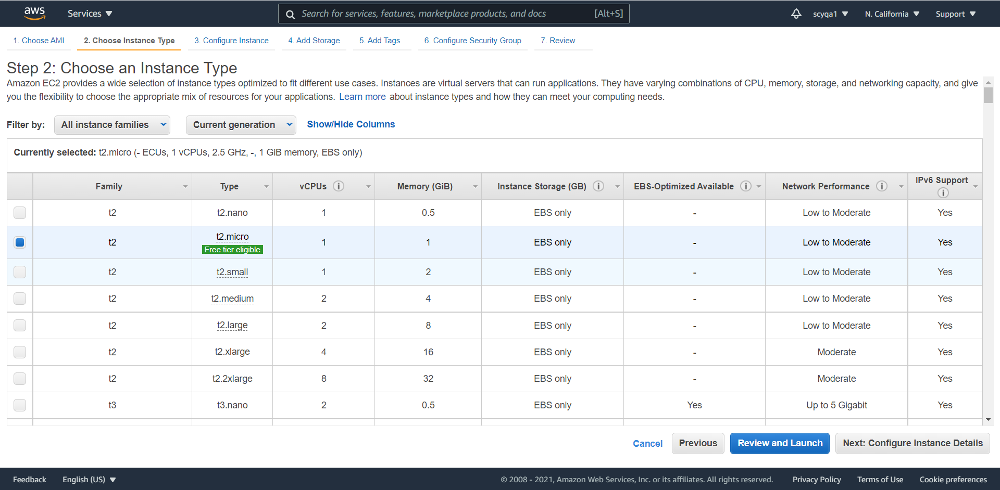 aws Services Search for services, features, marketplace products, and docs [Alt+S] scyqa1 N. California Support
1. Choose AMI 2. Choose Instance Type 3. Configure Instance 4. Add Storage 5. Add Tags 6. Configure Security Group 7. Review
Step 2: Choose an Instance Type
Amazon EC2 provides a wide selection of instance types optimized to fit different use cases. Instances are virtual servers that can run applications. They have varying combinations of CPU, memory, storage, and networking capacity, and give
you the flexibility to choose the appropriate mix of resources for your applications. Learn more about instance types and how they can meet your computing needs.
Filter by: All instance families Current generation Show/Hide Columns
Currently selected: t2.micro (- ECUs, 1 vCPUs, 2.5 GHz, -, 1 GiB memory, EBS only)
Family Type vCPUs i Memory (GiB) Instance Storage (GB) i EBS-Optimized Available i Network Performance i IPv6 Support i
t2 t2.nano 1 0.5 EBS only - Low to Moderate Yes
t2 t2.micro 1 1 EBS only - Low to Moderate Yes
Free tier eligible
t2 t2.small 1 2 EBS only - Low to Moderate Yes
t2 t2.medium 2 4 EBS only - Low to Moderate Yes
t2 t2.large 2 8 EBS only - Low to Moderate Yes
t2 t2.xlarge 4 16 EBS only - Moderate Yes
t2 t2.2xlarge 8 32 EBS only - Moderate Yes
t3 t3.nano 2 0.5 EBS only Yes Up to 5 Gigabit Yes
Cancel Previous Review and Launch Next: Configure Instance Details
Feedback English (US) © 2008 - 2021, Amazon Web Services, Inc. or its affiliates. All rights reserved. Privacy Policy Terms of Use Cookie preferences